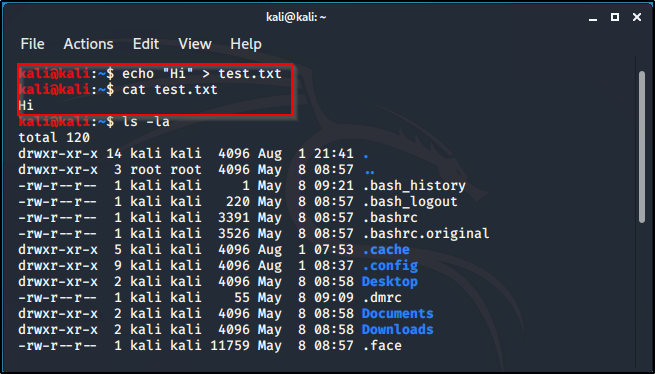 kali@kali: ~
File Actions Edit View Help
kali@kali:~$ echo "Hi" > test.txt
kali@kali:~$ cat test.txt
Hi
kali@kali:~$ ls -la
total 120
drwxr-xr-x 14 kali kali  4096 Aug  1 21:41 .
drwxr-xr-x  3 root root  4096 May  8 08:57 ..
-rw-r--r--  1 kali kali     1 May  8 09:21 .bash_history
-rw-r--r--  1 kali kali   220 May  8 08:57 .bash_logout
-rw-r--r--  1 kali kali  3391 May  8 08:57 .bashrc
-rw-r--r--  1 kali kali  3526 May  8 08:57 .bashrc.original
drwxr-xr-x  5 kali kali  4096 Aug  1 07:53 .cache
drwxr-xr-x  9 kali kali  4096 Aug  1 08:37 .config
drwxr-xr-x  2 kali kali  4096 May  8 08:58 Desktop
-rw-r--r--  1 kali kali    55 May  8 09:09 .dmrc
drwxr-xr-x  2 kali kali  4096 May  8 08:58 Documents
drwxr-xr-x  2 kali kali  4096 May  8 08:58 Downloads
-rw-r--r--  1 kali kali 11759 May  8 08:57 .face